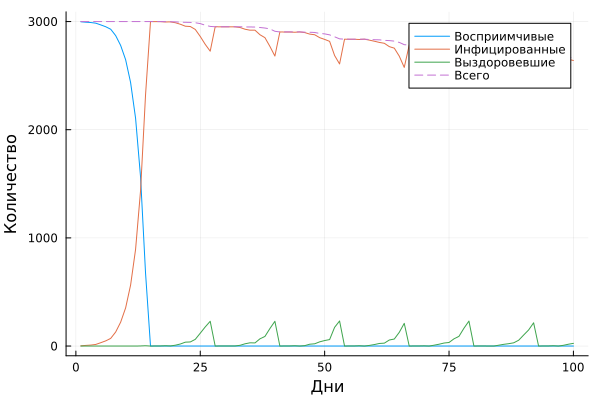 3000
2000
1000
0
Количество
Восприимчивые
Инфицированные
Выздоровевшие
Всего
0
25
50
75
100
Дни